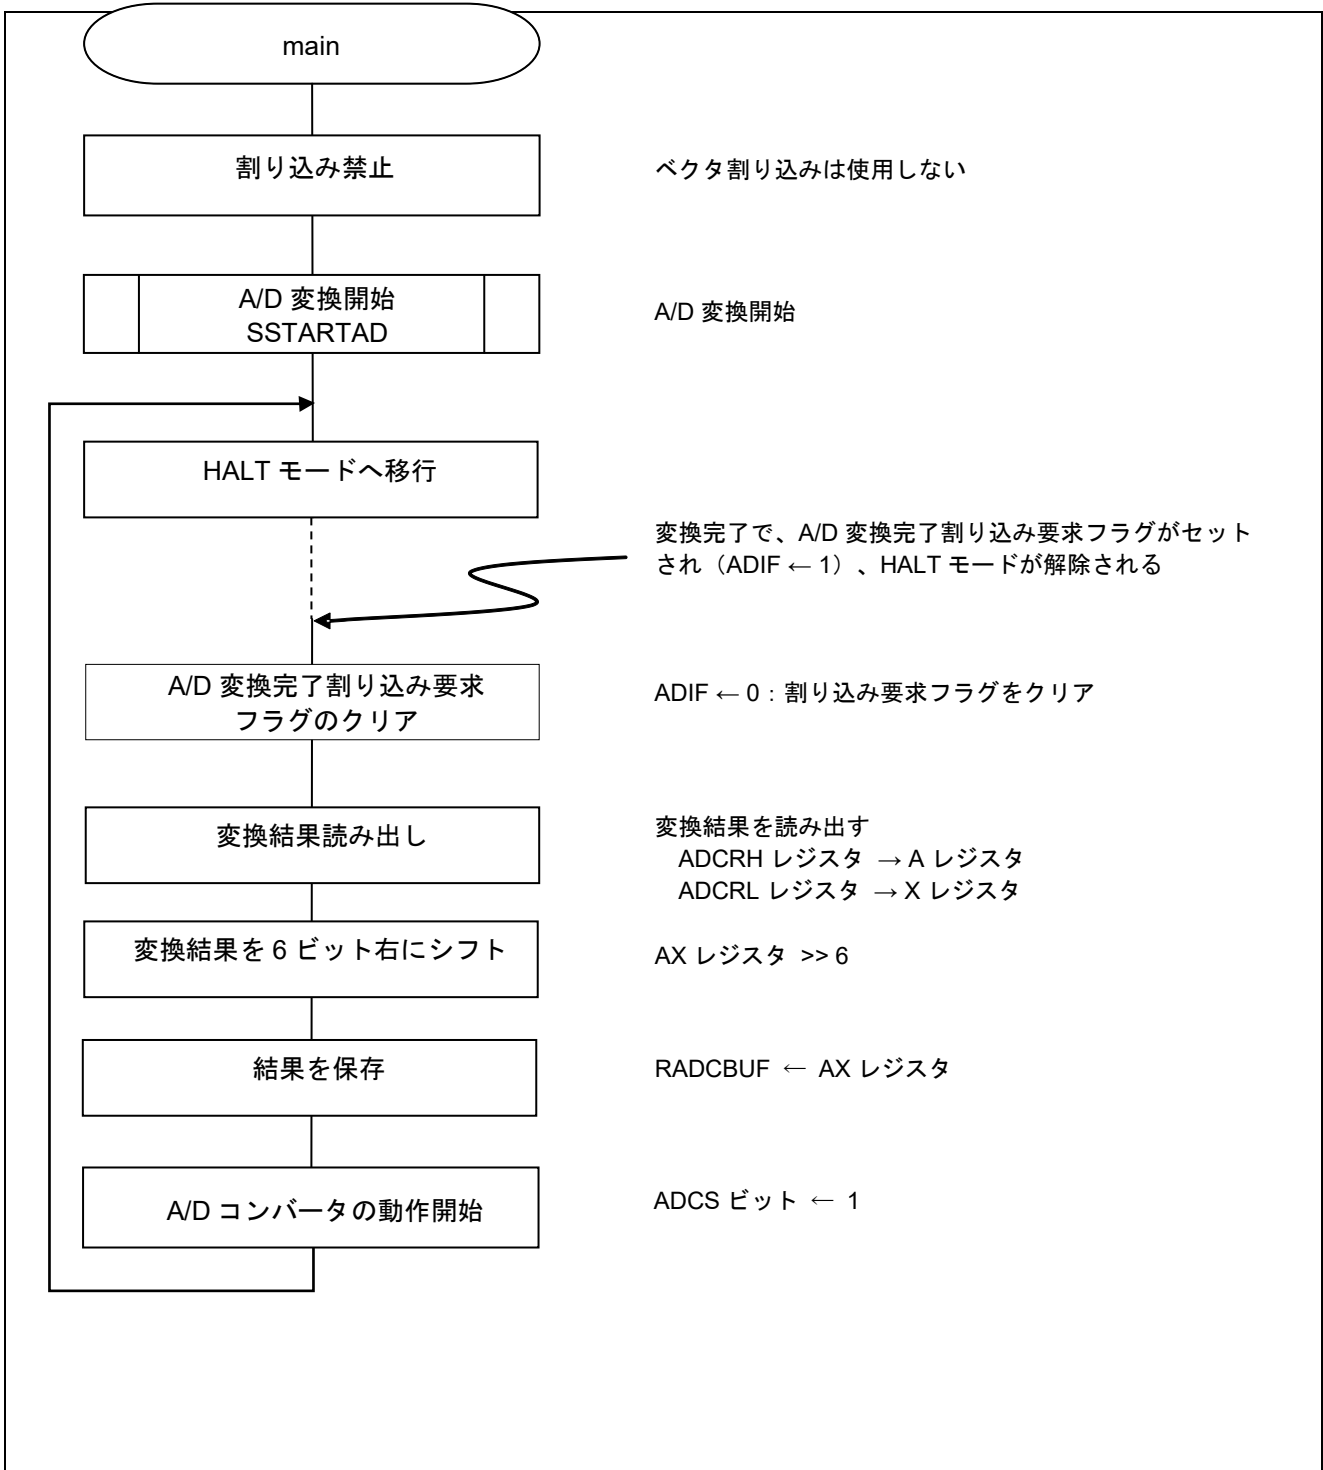 main
割り込み禁止
ベクタ割り込みは使用しない
A/D 変換開始
SSTARTAD
A/D 変換開始
HALT モードへ移行
変換完了で、A/D 変換完了割り込み要求フラグがセット
され（ADIF ← 1）、HALT モードが解除される
A/D 変換完了割り込み要求
フラグのクリア
ADIF ← 0：割り込み要求フラグをクリア
変換結果読み出し
変換結果を読み出す
ADCRH レジスタ → A レジスタ
ADCRL レジスタ → X レジスタ
変換結果を 6 ビット右にシフト
AX レジスタ >> 6
結果を保存
RADCBUF ← AX レジスタ
A/D コンバータの動作開始
ADCS ビット ← 1